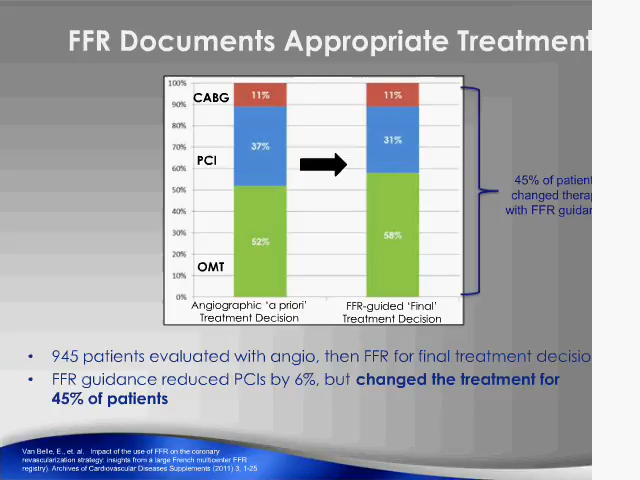 FFR Documents Appropriate Treatment
100%
90%
80%
70%
60%
50%
40%
30%
20%
10%
0%
CABG
PCI
OMT
11%
37%
52%
11%
31%
58%
Angiographic ‘a priori’
Treatment Decision
FFR-guided ‘Final’
Treatment Decision
45% of patient
changed therap
with FFR guidan
• 945 patients evaluated with angio, then FFR for final treatment decisio
• FFR guidance reduced PCIs by 6%, but changed the treatment for
45% of patients
Van Belle, E., et. al. Impact of the use of FFR on the coronary
revascularization strategy: insights from a large French multicenter FFR
registry). Archives of Cardiovascular Diseases Supplements (2011) 3, 1-25